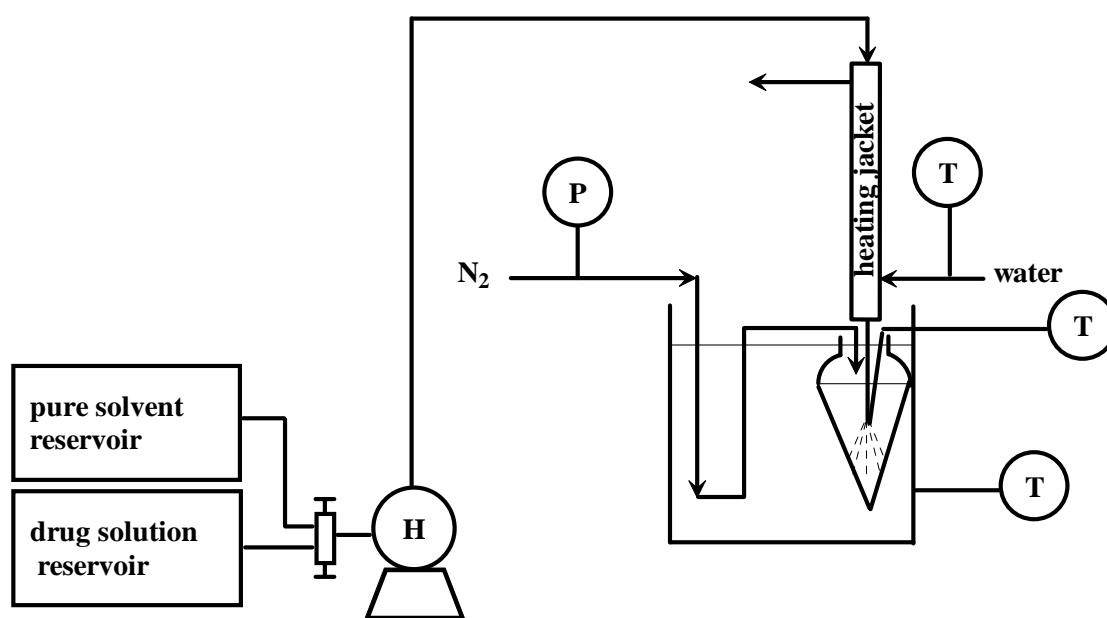 heating jacket
T
P
N₂
water
T
pure solvent
reservoir
T
drug solution
reservoir
H